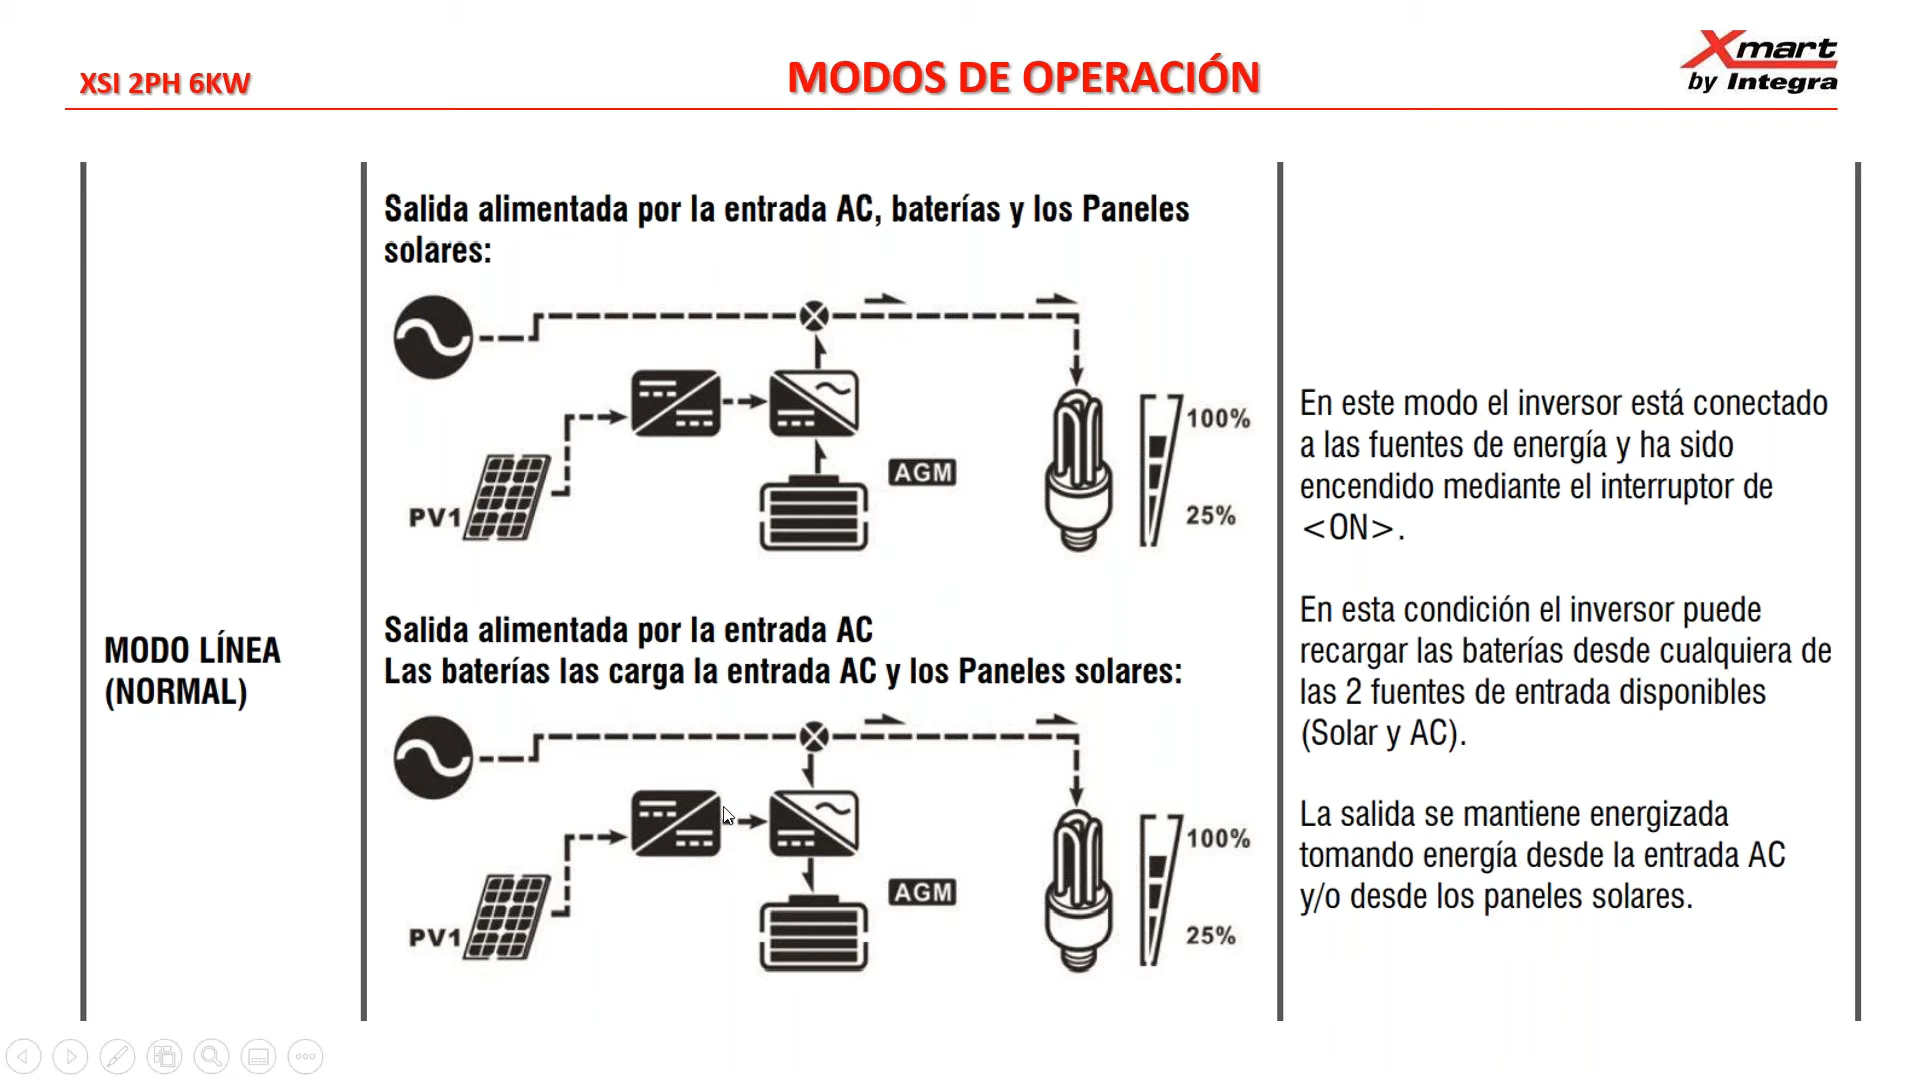 XSI 2PH 6KW
MODOS DE OPERACIÓN
Xmart
by Integra
MODO LÍNEA
(NORMAL)
Salida alimentada por la entrada AC, baterías y los Paneles
solares:
PV1
AGM
100%
25%
Salida alimentada por la entrada AC
Las baterías las carga la entrada AC y los Paneles solares:
PV1
AGM
100%
25%
En este modo el inversor está conectado
a las fuentes de energía y ha sido
encendido mediante el interruptor de
<ON>.
En esta condición el inversor puede
recargar las baterías desde cualquiera de
las 2 fuentes de entrada disponibles
(Solar y AC).
La salida se mantiene energizada
tomando energía desde la entrada AC
y/o desde los paneles solares.